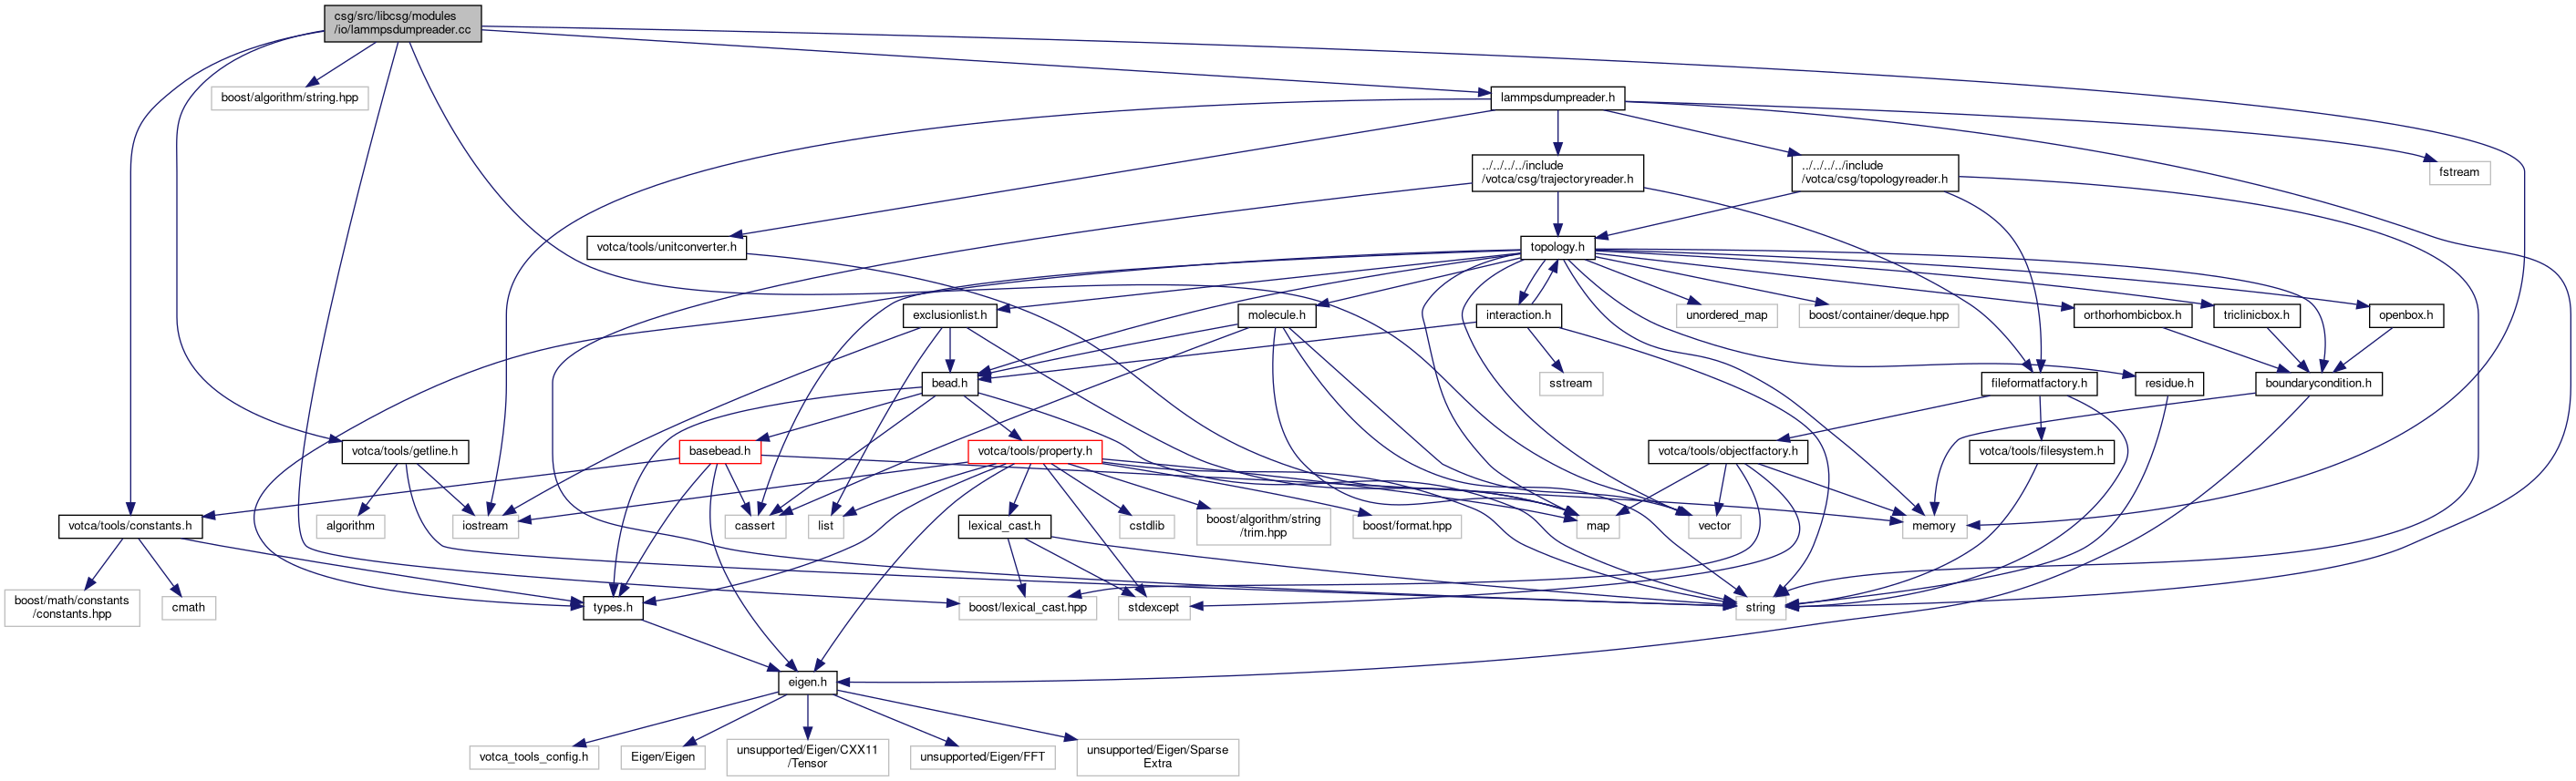 csg/src/libcsg/modules
/io/lammpsdumpreader.cc
boost/algorithm/string.hpp
lammpsdumpreader.h
../../../../include
/votca/csg/trajectoryreader.h
../../../../include
/votca/csg/topologyreader.h
fstream
votca/tools/unitconverter.h
topology.h
exclusionlist.h
molecule.h
interaction.h
unordered_map
boost/container/deque.hpp
orthorhombicbox.h
triclinicbox.h
openbox.h
bead.h
sstream
fileformatfactory.h
residue.h
boundarycondition.h
votca/tools/getline.h
basebead.h
votca/tools/property.h
votca/tools/objectfactory.h
votca/tools/filesystem.h
votca/tools/constants.h
algorithm
iostream
cassert
list
lexical_cast.h
cstdlib
boost/algorithm/string
/trim.hpp
boost/format.hpp
map
vector
memory
boost/math/constants
/constants.hpp
cmath
types.h
boost/lexical_cast.hpp
stdexcept
string
eigen.h
votca_tools_config.h
Eigen/Eigen
unsupported/Eigen/CXX11
/Tensor
unsupported/Eigen/FFT
unsupported/Eigen/Sparse
Extra